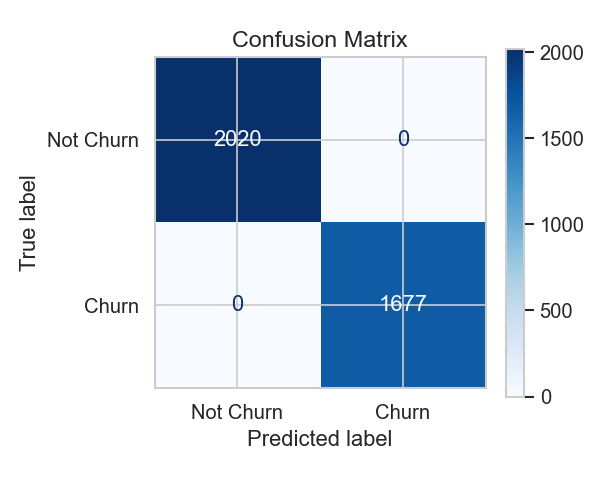 Confusion Matrix
True label
Not Churn
Churn
2020
0
0
1677
Not Churn
Churn
Predicted label
2000
1500
1000
500
0